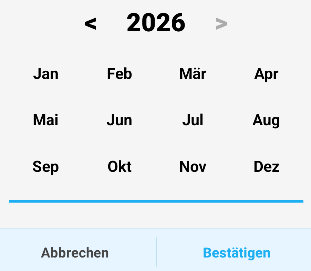 < 2026 >
Jan Feb Mär Apr
Mai Jun Jul Aug
Sep Okt Nov Dez
Abbrechen Bestätigen